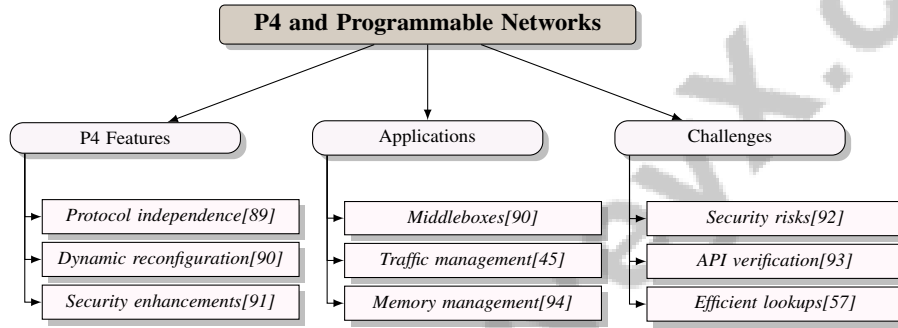 P4 and Programmable Networks
P4 Features
Applications
Challenges
Protocol independence[89]
Dynamic reconfiguration[90]
Security enhancements[91]
Middleboxes[90]
Traffic management[45]
Memory management[94]
Security risks[92]
API verification[93]
Efficient lookups[57]